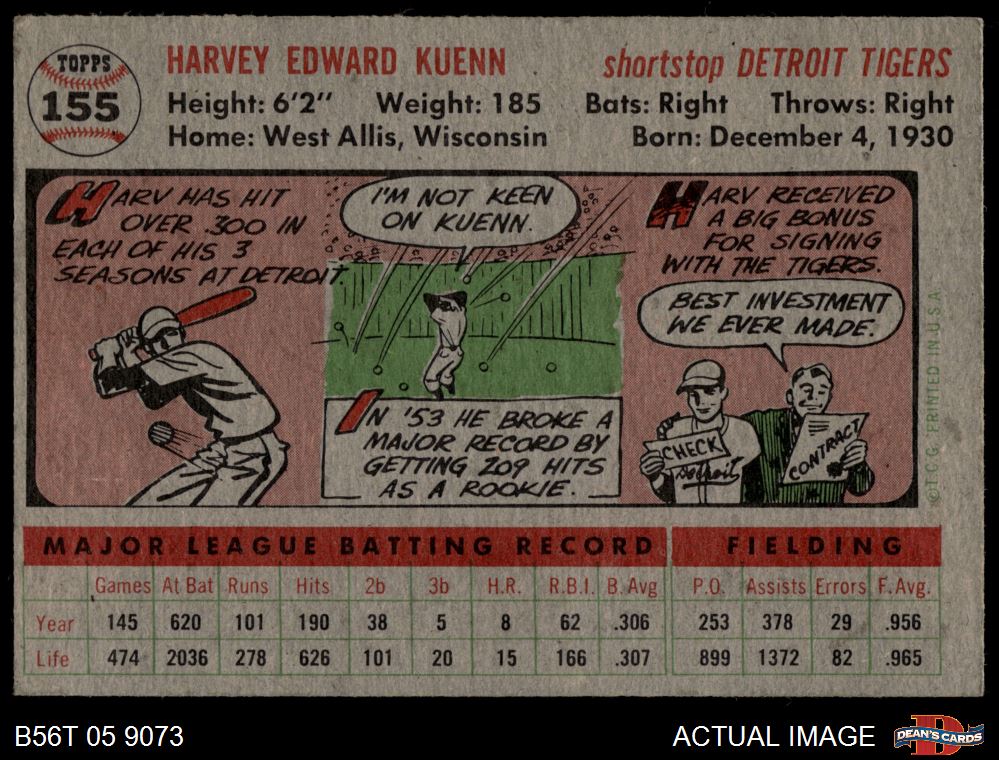 TOPPS
155
HARVEY EDWARD KUENN
shortstop DETROIT TIGERS
Height: 6'2" Weight: 185 Bats: Right Throws: Right
Home: West Allis, Wisconsin Born: December 4, 1930
HARV HAS HIT
OVER .300 IN
EACH OF HIS 3
SEASONS AT DETROIT.
I'M NOT KEEN
ON KUENN.
IN '53 HE BROKE A
MAJOR RECORD BY
GETTING 209 HITS
AS A ROOKIE.
HARV RECEIVED
A BIG BONUS
FOR SIGNING
WITH THE TIGERS.
BEST INVESTMENT
WE EVER MADE.
CHECK
Detroit
CONTRACT
©T.C.G. PRINTED IN U.S.A.
MAJOR LEAGUE BATTING RECORD FIELDING
Games At Bat Runs Hits 2b 3b H.R. R.B.I. B. Avg P.O. Assists Errors F. Avg.
Year 145 620 101 190 38 5 8 62 .306 253 378 29 .956
Life 474 2036 278 626 101 20 15 166 .307 899 1372 82 .965
B56T 05 9073
ACTUAL IMAGE
DEAN'S CARDS